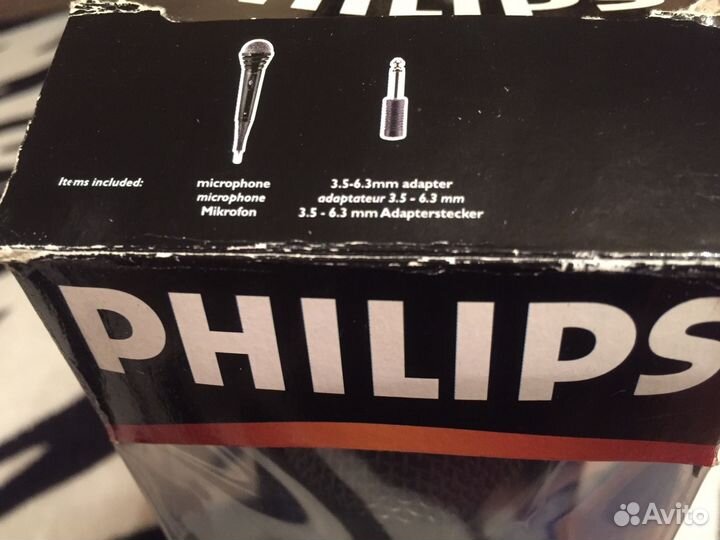 PHILIPS
Items included:
microphone
microphone
Mikrofon
3.5-6.3mm adapter
adaptateur 3.5 - 6.3 mm
3.5 - 6.3 mm Adapterstecker
PHILIPS
Avito